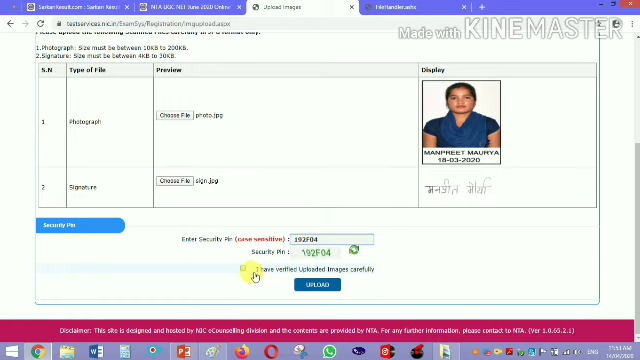 SarkariResult.com : Sarkari Resul
NTA UGC NET June 2020 Online
Upload Images
FileHandler.ashx
testservices.nic.in/ExamSys/Registration/ImgUpload.aspx
Made with KINEMASTER
1.Photograph: Size must be between 10KB to 200KB.
2.Signature: Size must be between 4KB to 30KB.
S.N Type of File Preview Display
1 Photograph Choose File photo.jpg
MANPREET MAURYA
18-03-2020
2 Signature Choose File sign.jpg मनप्रीत मौर्या
Security Pin
Enter Security Pin (case sensitive) : 192F04
Security Pin : 192F04
I have verified Uploaded Images carefully
UPLOAD
Disclaimer: This site is designed and hosted by NIC eCounselling division and the contents are provided by NTA. For any further information, please contact to NTA. (Ver 1.0.65.2.1)
ENG